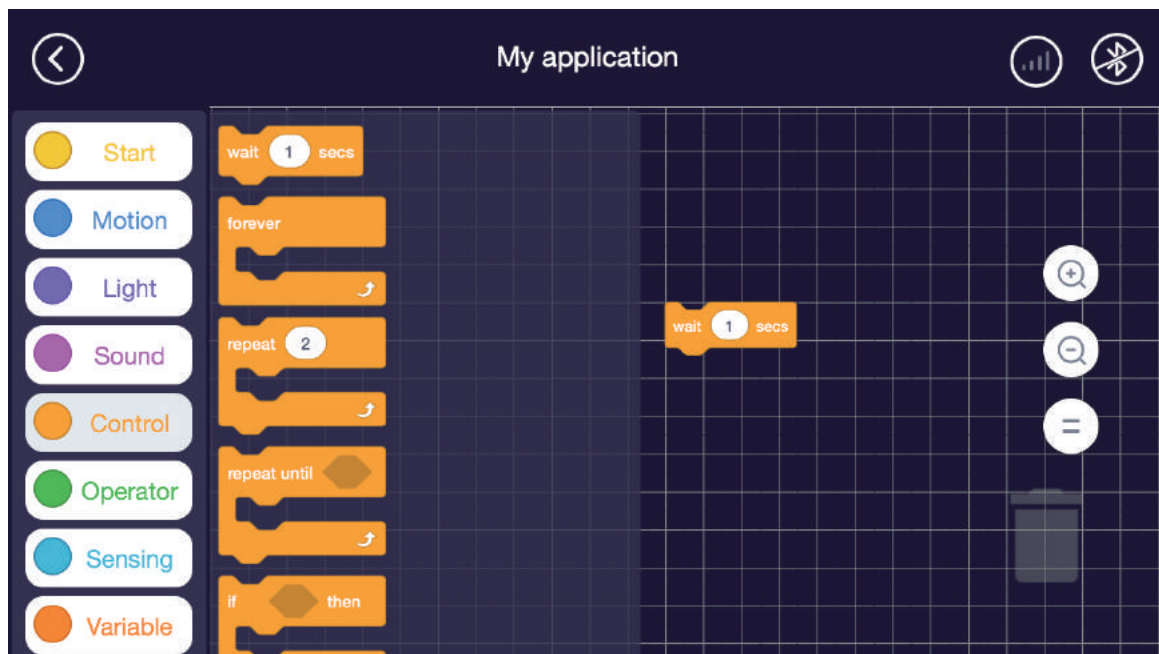 My application
Start
Motion
Light
Sound
Control
Operator
Sensing
Variable
wait 1 secs
forever
repeat 2
repeat until
if then
wait 1 secs